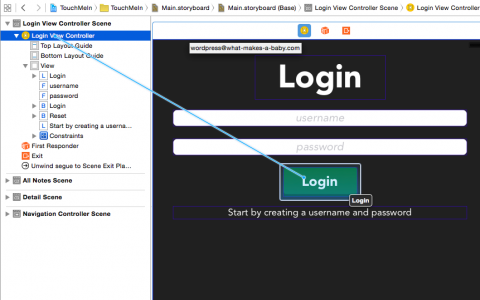 TouchMeIn › TouchMeIn › Main.storyboard › Main.storyboard (Base) › Login View Controller Scene › Login View Controller
Login View Controller Scene
Login View Controller
Top Layout Guide
Bottom Layout Guide
View
L Login
F username
F password
B Login
B Reset
L Start by creating a userna...
Constraints
First Responder
Exit
Unwind segue to Scene Exit Pla...
All Notes Scene
Detail Scene
Navigation Controller Scene
wordpress@what-makes-a-baby.com
Login
username
password
Login
Login
Start by creating a username and password